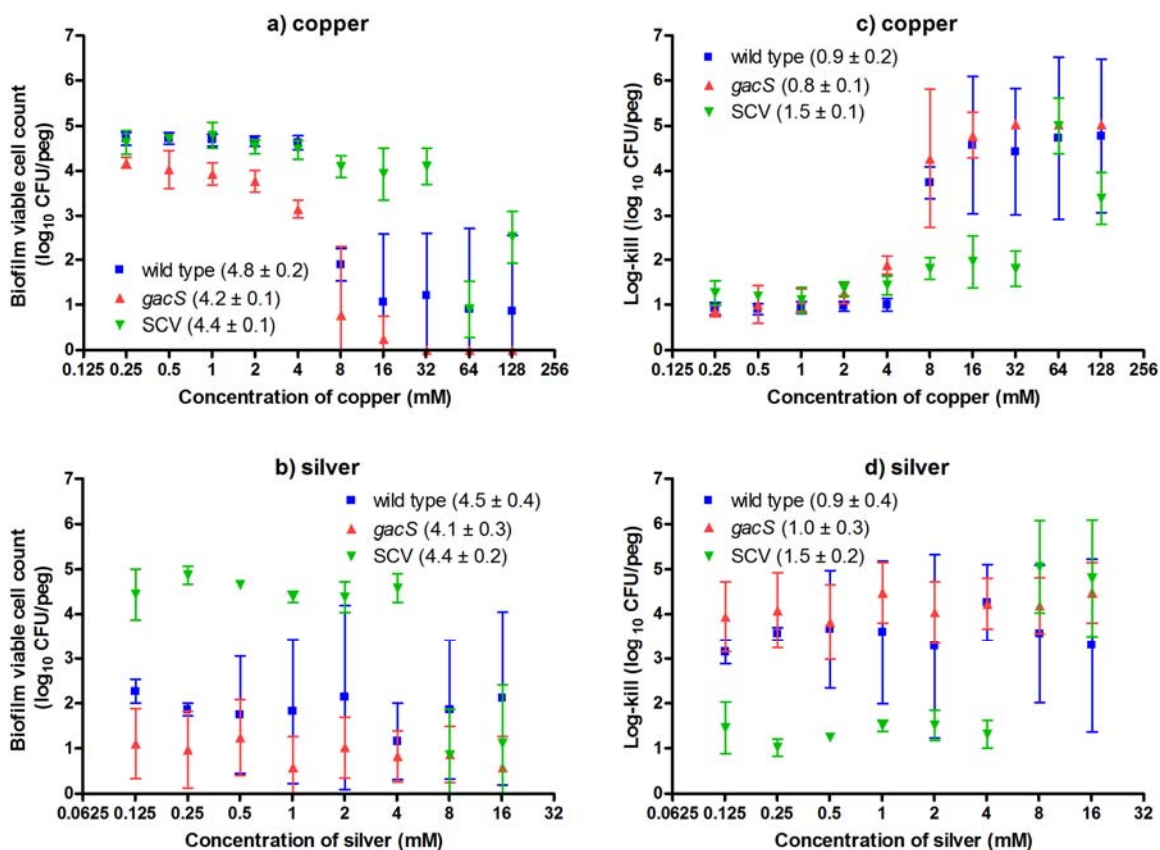 a) copper
Biofilm viable cell count
(log10 CFU/peg)
7
6
5
4
3
2
1
0
wild type (4.8 ± 0.2)
gacS (4.2 ± 0.1)
SCV (4.4 ± 0.1)
0.125 0.25 0.5 1 2 4 8 16 32 64 128 256
Concentration of copper (mM)
c) copper
Log-kill (log10 CFU/peg)
7
6
5
4
3
2
1
0
wild type (0.9 ± 0.2)
gacS (0.8 ± 0.1)
SCV (1.5 ± 0.1)
0.125 0.25 0.5 1 2 4 8 16 32 64 128 256
Concentration of copper (mM)
b) silver
Biofilm viable cell count
(log10 CFU/peg)
7
6
5
4
3
2
1
0
wild type (4.5 ± 0.4)
gacS (4.1 ± 0.3)
SCV (4.4 ± 0.2)
0.0625 0.125 0.25 0.5 1 2 4 8 16 32
Concentration of silver (mM)
d) silver
Log-kill (log10 CFU/peg)
7
6
5
4
3
2
1
0
wild type (0.9 ± 0.4)
gacS (1.0 ± 0.3)
SCV (1.5 ± 0.2)
0.0625 0.125 0.25 0.5 1 2 4 8 16 32
Concentration of silver (mM)